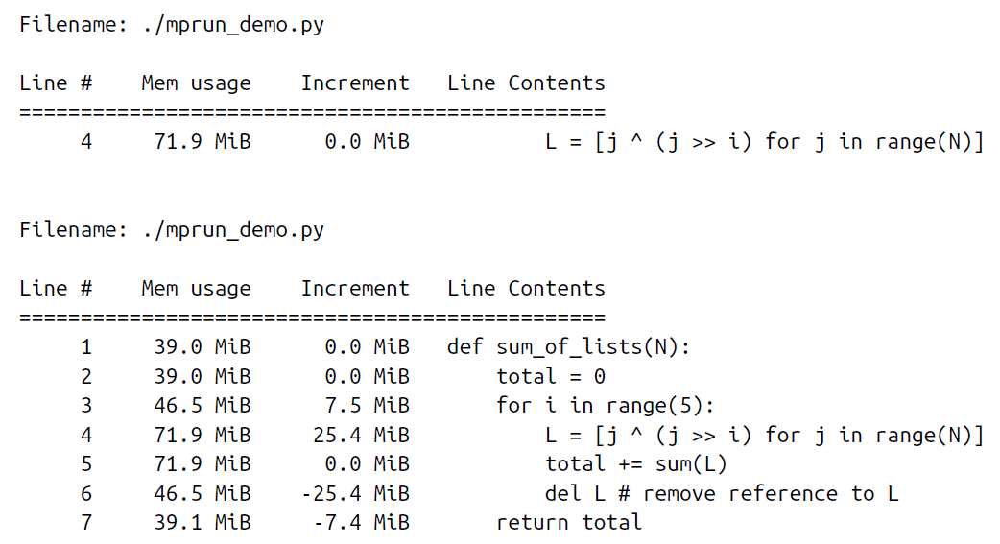 Filename: ./mprun_demo.py

Line #    Mem usage    Increment   Line Contents
================================================
     4     71.9 MiB      0.0 MiB           L = [j ^ (j >> i) for j in range(N)]


Filename: ./mprun_demo.py

Line #    Mem usage    Increment   Line Contents
================================================
     1     39.0 MiB      0.0 MiB   def sum_of_lists(N):
     2     39.0 MiB      0.0 MiB       total = 0
     3     46.5 MiB      7.5 MiB       for i in range(5):
     4     71.9 MiB     25.4 MiB           L = [j ^ (j >> i) for j in range(N)]
     5     71.9 MiB      0.0 MiB           total += sum(L)
     6     46.5 MiB    -25.4 MiB           del L # remove reference to L
     7     39.1 MiB     -7.4 MiB       return total